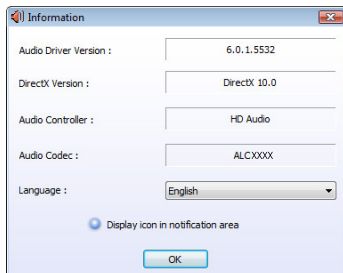 Information
Audio Driver Version :
6.0.1.5532
DirectX Version :
DirectX 10.0
Audio Controller :
HD Audio
Audio Codec :
ALCXXXX
Language :
English
Display icon in notification area
OK